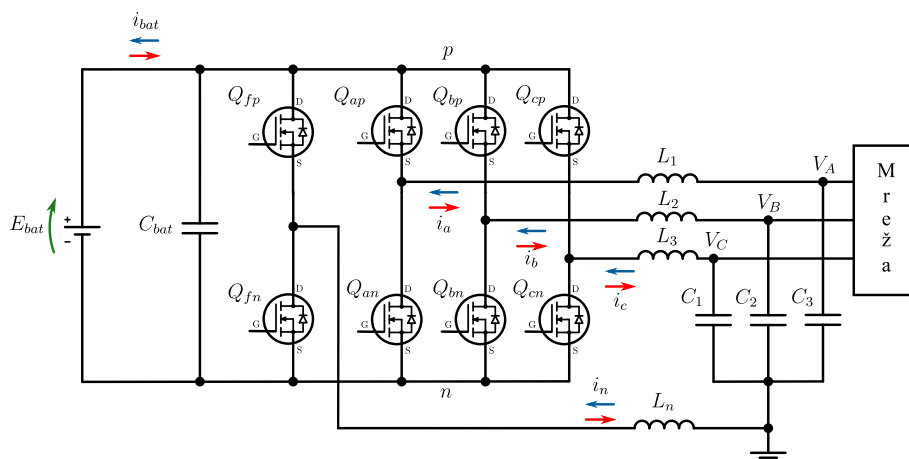 i_bat
p
Q_fp D G S
Q_ap D G S
Q_bp D G S
Q_cp D G S
E_bat + −
C_bat
L_1
V_A
i_a
L_2
V_B
i_b
L_3
V_C
i_c
Mreža
Q_fn D G S
Q_an D G S
Q_bn D G S
Q_cn D G S
C_1
C_2
C_3
n
i_n
L_n